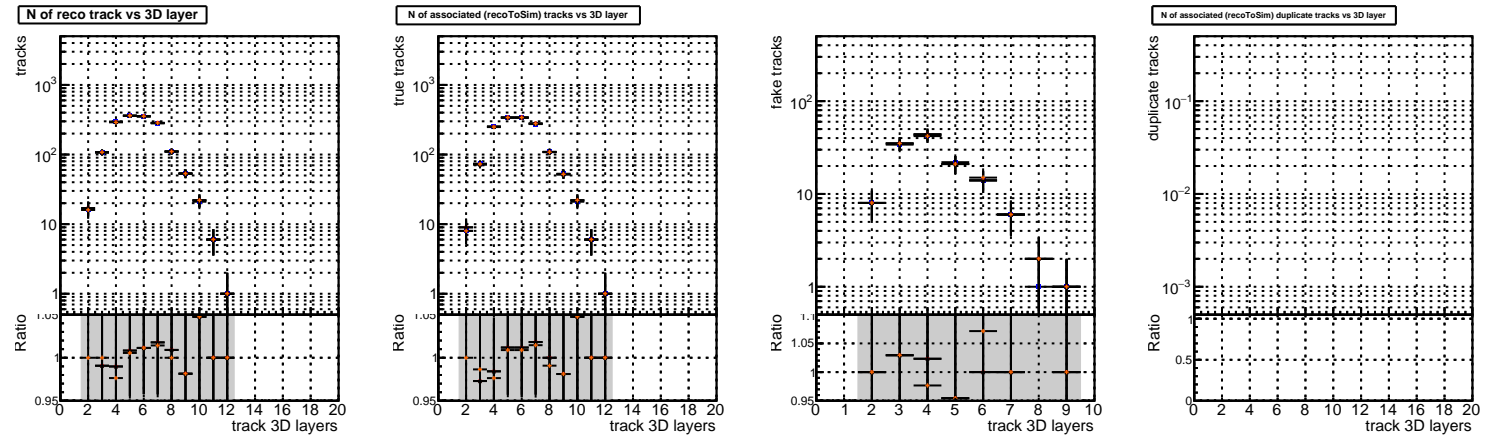 N of reco track vs 3D layer
tracks
10³
10²
10
1
Ratio
1.05
1
0.95
0 2 4 6 8 10 12 14 16 18 20
track 3D layers
N of associated (recoToSim) tracks vs 3D layer
true tracks
10³
10²
10
1
Ratio
1.05
1
0.95
0 2 4 6 8 10 12 14 16 18 20
track 3D layers
fake tracks
10²
10
1
Ratio
1.1
1.05
1
0.95
0 1 2 3 4 5 6 7 8 9 10
track 3D layers
N of associated (recoToSim) duplicate tracks vs 3D layer
duplicate tracks
10⁻¹
10⁻²
10⁻³
Ratio
1
0.5
0
0 2 4 6 8 10 12 14 16 18 20
track 3D layers